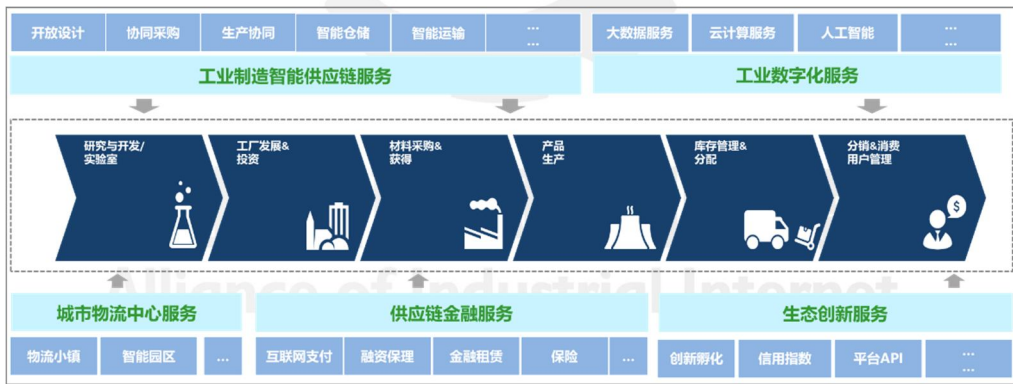 开放设计 协同采购 生产协同 智能仓储 智能运输 ... 大数据服务 云计算服务 人工智能 ...
... ...
工业制造智能供应链服务 工业数字化服务
研究与开发/ 工厂发展& 材料采购& 产品 库存管理& 分销&消费
实验室 投资 获得 生产 分配 用户管理
$
Alliance of Industrial Internet
城市物流中心服务 供应链金融服务 生态创新服务
物流小镇 智能园区 ... 互联网支付 融资保理 金融租赁 保险 ... 创新孵化 信用指数 平台API ...
...